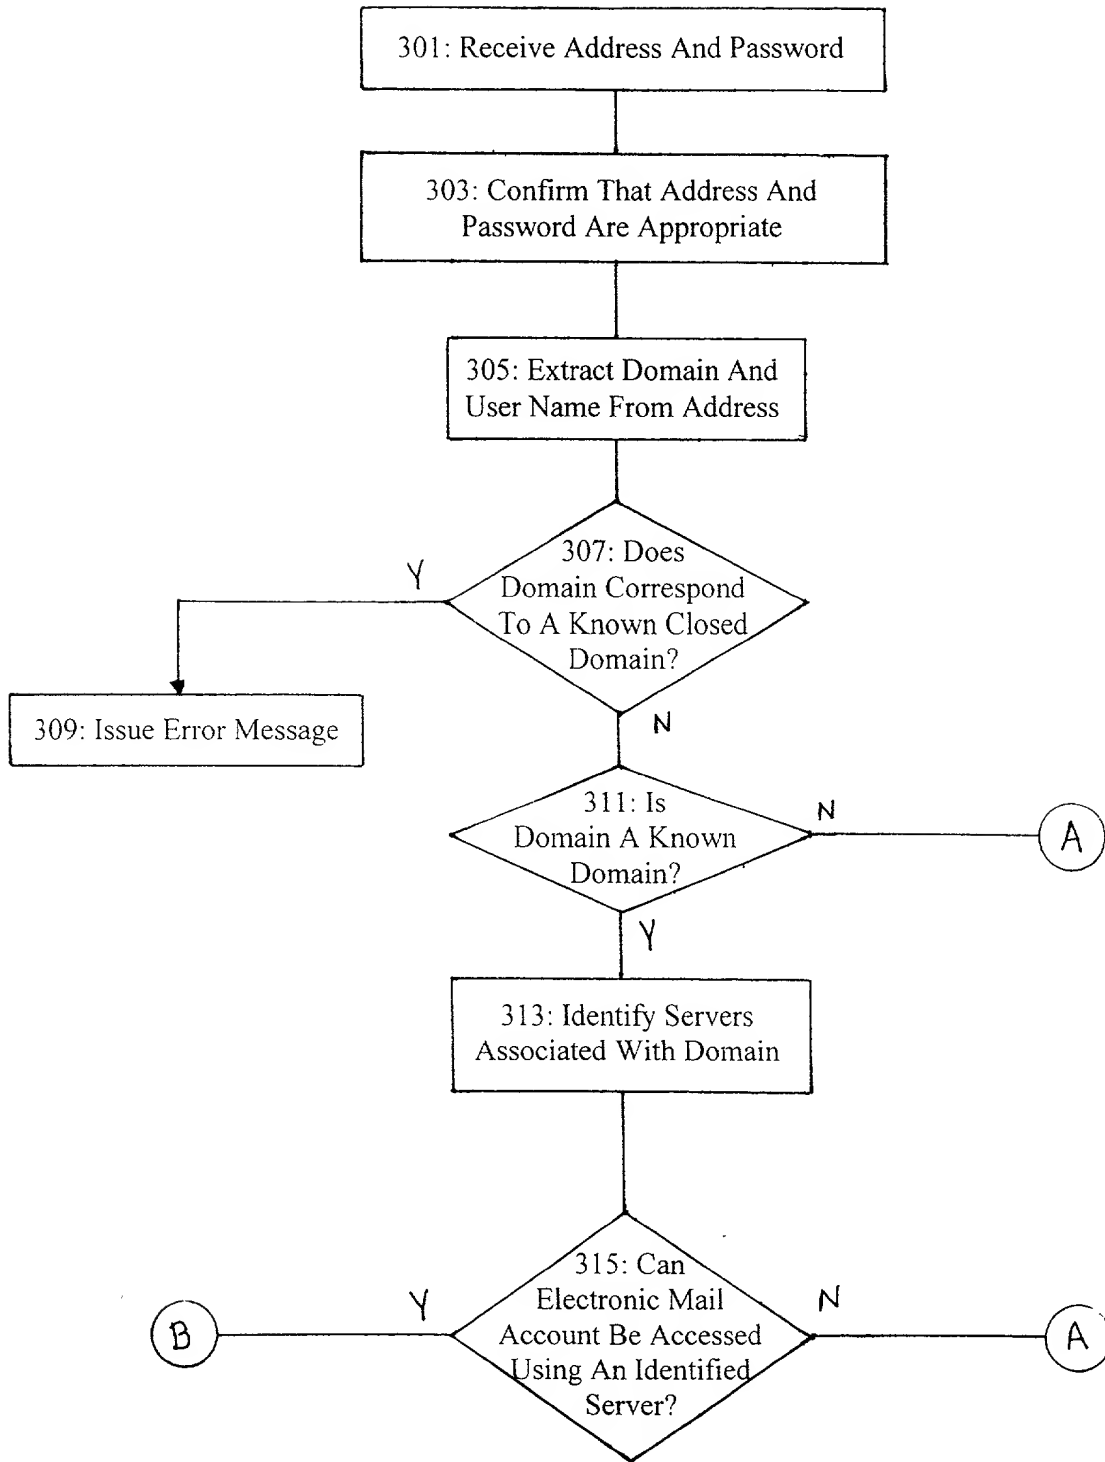 301: Receive Address And Password
303: Confirm That Address And
Password Are Appropriate
305: Extract Domain And
User Name From Address
307: Does
Domain Correspond
To A Known Closed
Domain?
Y
309: Issue Error Message
N
311: Is
Domain A Known
Domain?
N
A
Y
313: Identify Servers
Associated With Domain
315: Can
Electronic Mail
Account Be Accessed
Using An Identified
Server?
Y
B
N
A